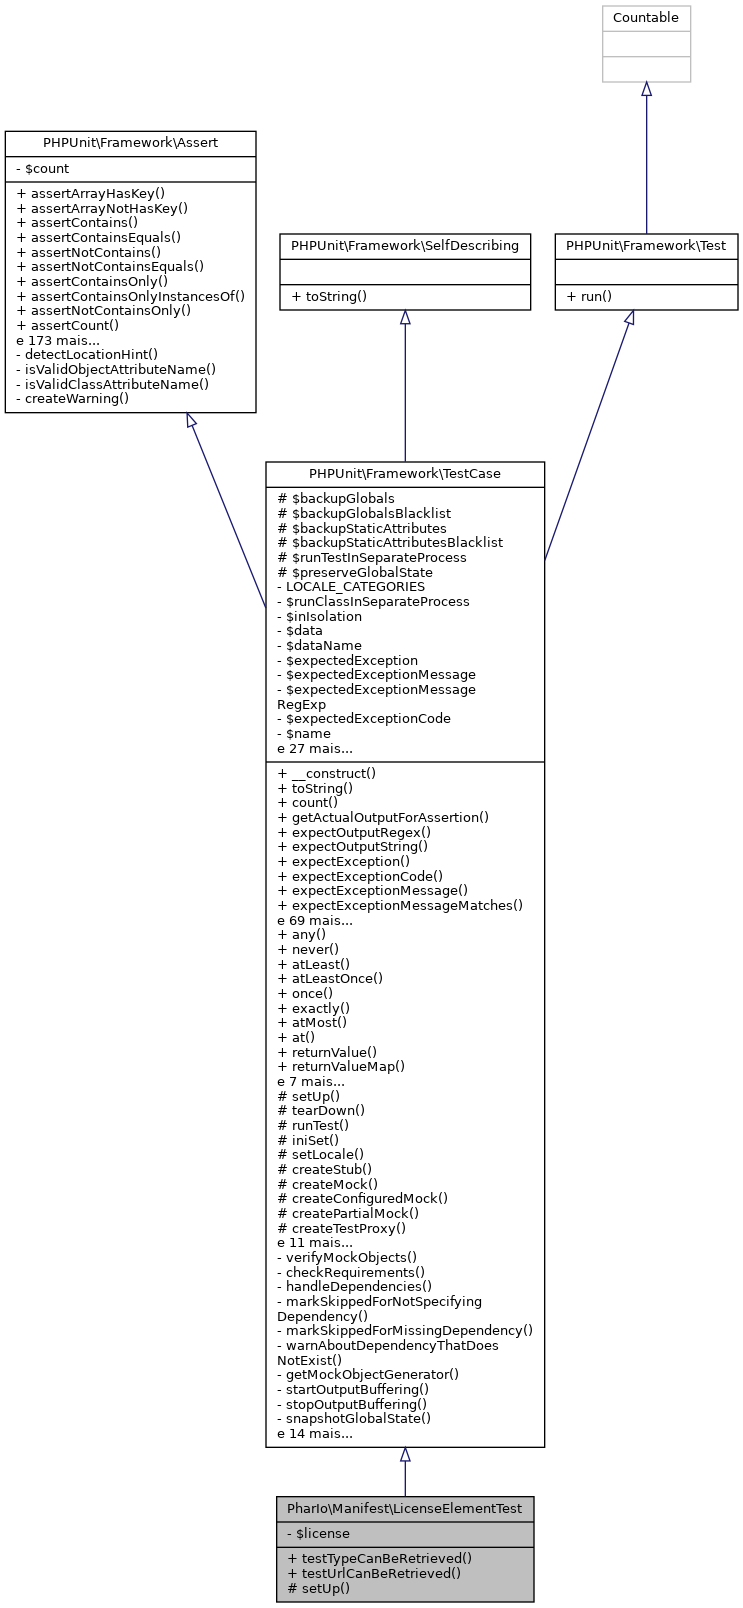 Countable
PHPUnit\Framework\Assert
- $count
+ assertArrayHasKey()
+ assertArrayNotHasKey()
+ assertContains()
+ assertContainsEquals()
+ assertNotContains()
+ assertNotContainsEquals()
+ assertContainsOnly()
+ assertContainsOnlyInstancesOf()
+ assertNotContainsOnly()
+ assertCount()
e 173 mais...
- detectLocationHint()
- isValidObjectAttributeName()
- isValidClassAttributeName()
- createWarning()
PHPUnit\Framework\SelfDescribing
+ toString()
PHPUnit\Framework\Test
+ run()
PHPUnit\Framework\TestCase
# $backupGlobals
# $backupGlobalsBlacklist
# $backupStaticAttributes
# $backupStaticAttributesBlacklist
# $runTestInSeparateProcess
# $preserveGlobalState
- LOCALE_CATEGORIES
- $runClassInSeparateProcess
- $inIsolation
- $data
- $dataName
- $expectedException
- $expectedExceptionMessage
- $expectedExceptionMessage
RegExp
- $expectedExceptionCode
- $name
e 27 mais...
+ __construct()
+ toString()
+ count()
+ getActualOutputForAssertion()
+ expectOutputRegex()
+ expectOutputString()
+ expectException()
+ expectExceptionCode()
+ expectExceptionMessage()
+ expectExceptionMessageMatches()
e 69 mais...
+ any()
+ never()
+ atLeast()
+ atLeastOnce()
+ once()
+ exactly()
+ atMost()
+ at()
+ returnValue()
+ returnValueMap()
e 7 mais...
# setUp()
# tearDown()
# runTest()
# iniSet()
# setLocale()
# createStub()
# createMock()
# createConfiguredMock()
# createPartialMock()
# createTestProxy()
e 11 mais...
- verifyMockObjects()
- checkRequirements()
- handleDependencies()
- markSkippedForNotSpecifying
Dependency()
- markSkippedForMissingDependency()
- warnAboutDependencyThatDoes
NotExist()
- getMockObjectGenerator()
- startOutputBuffering()
- stopOutputBuffering()
- snapshotGlobalState()
e 14 mais...
PharIo\Manifest\LicenseElementTest
- $license
+ testTypeCanBeRetrieved()
+ testUrlCanBeRetrieved()
# setUp()